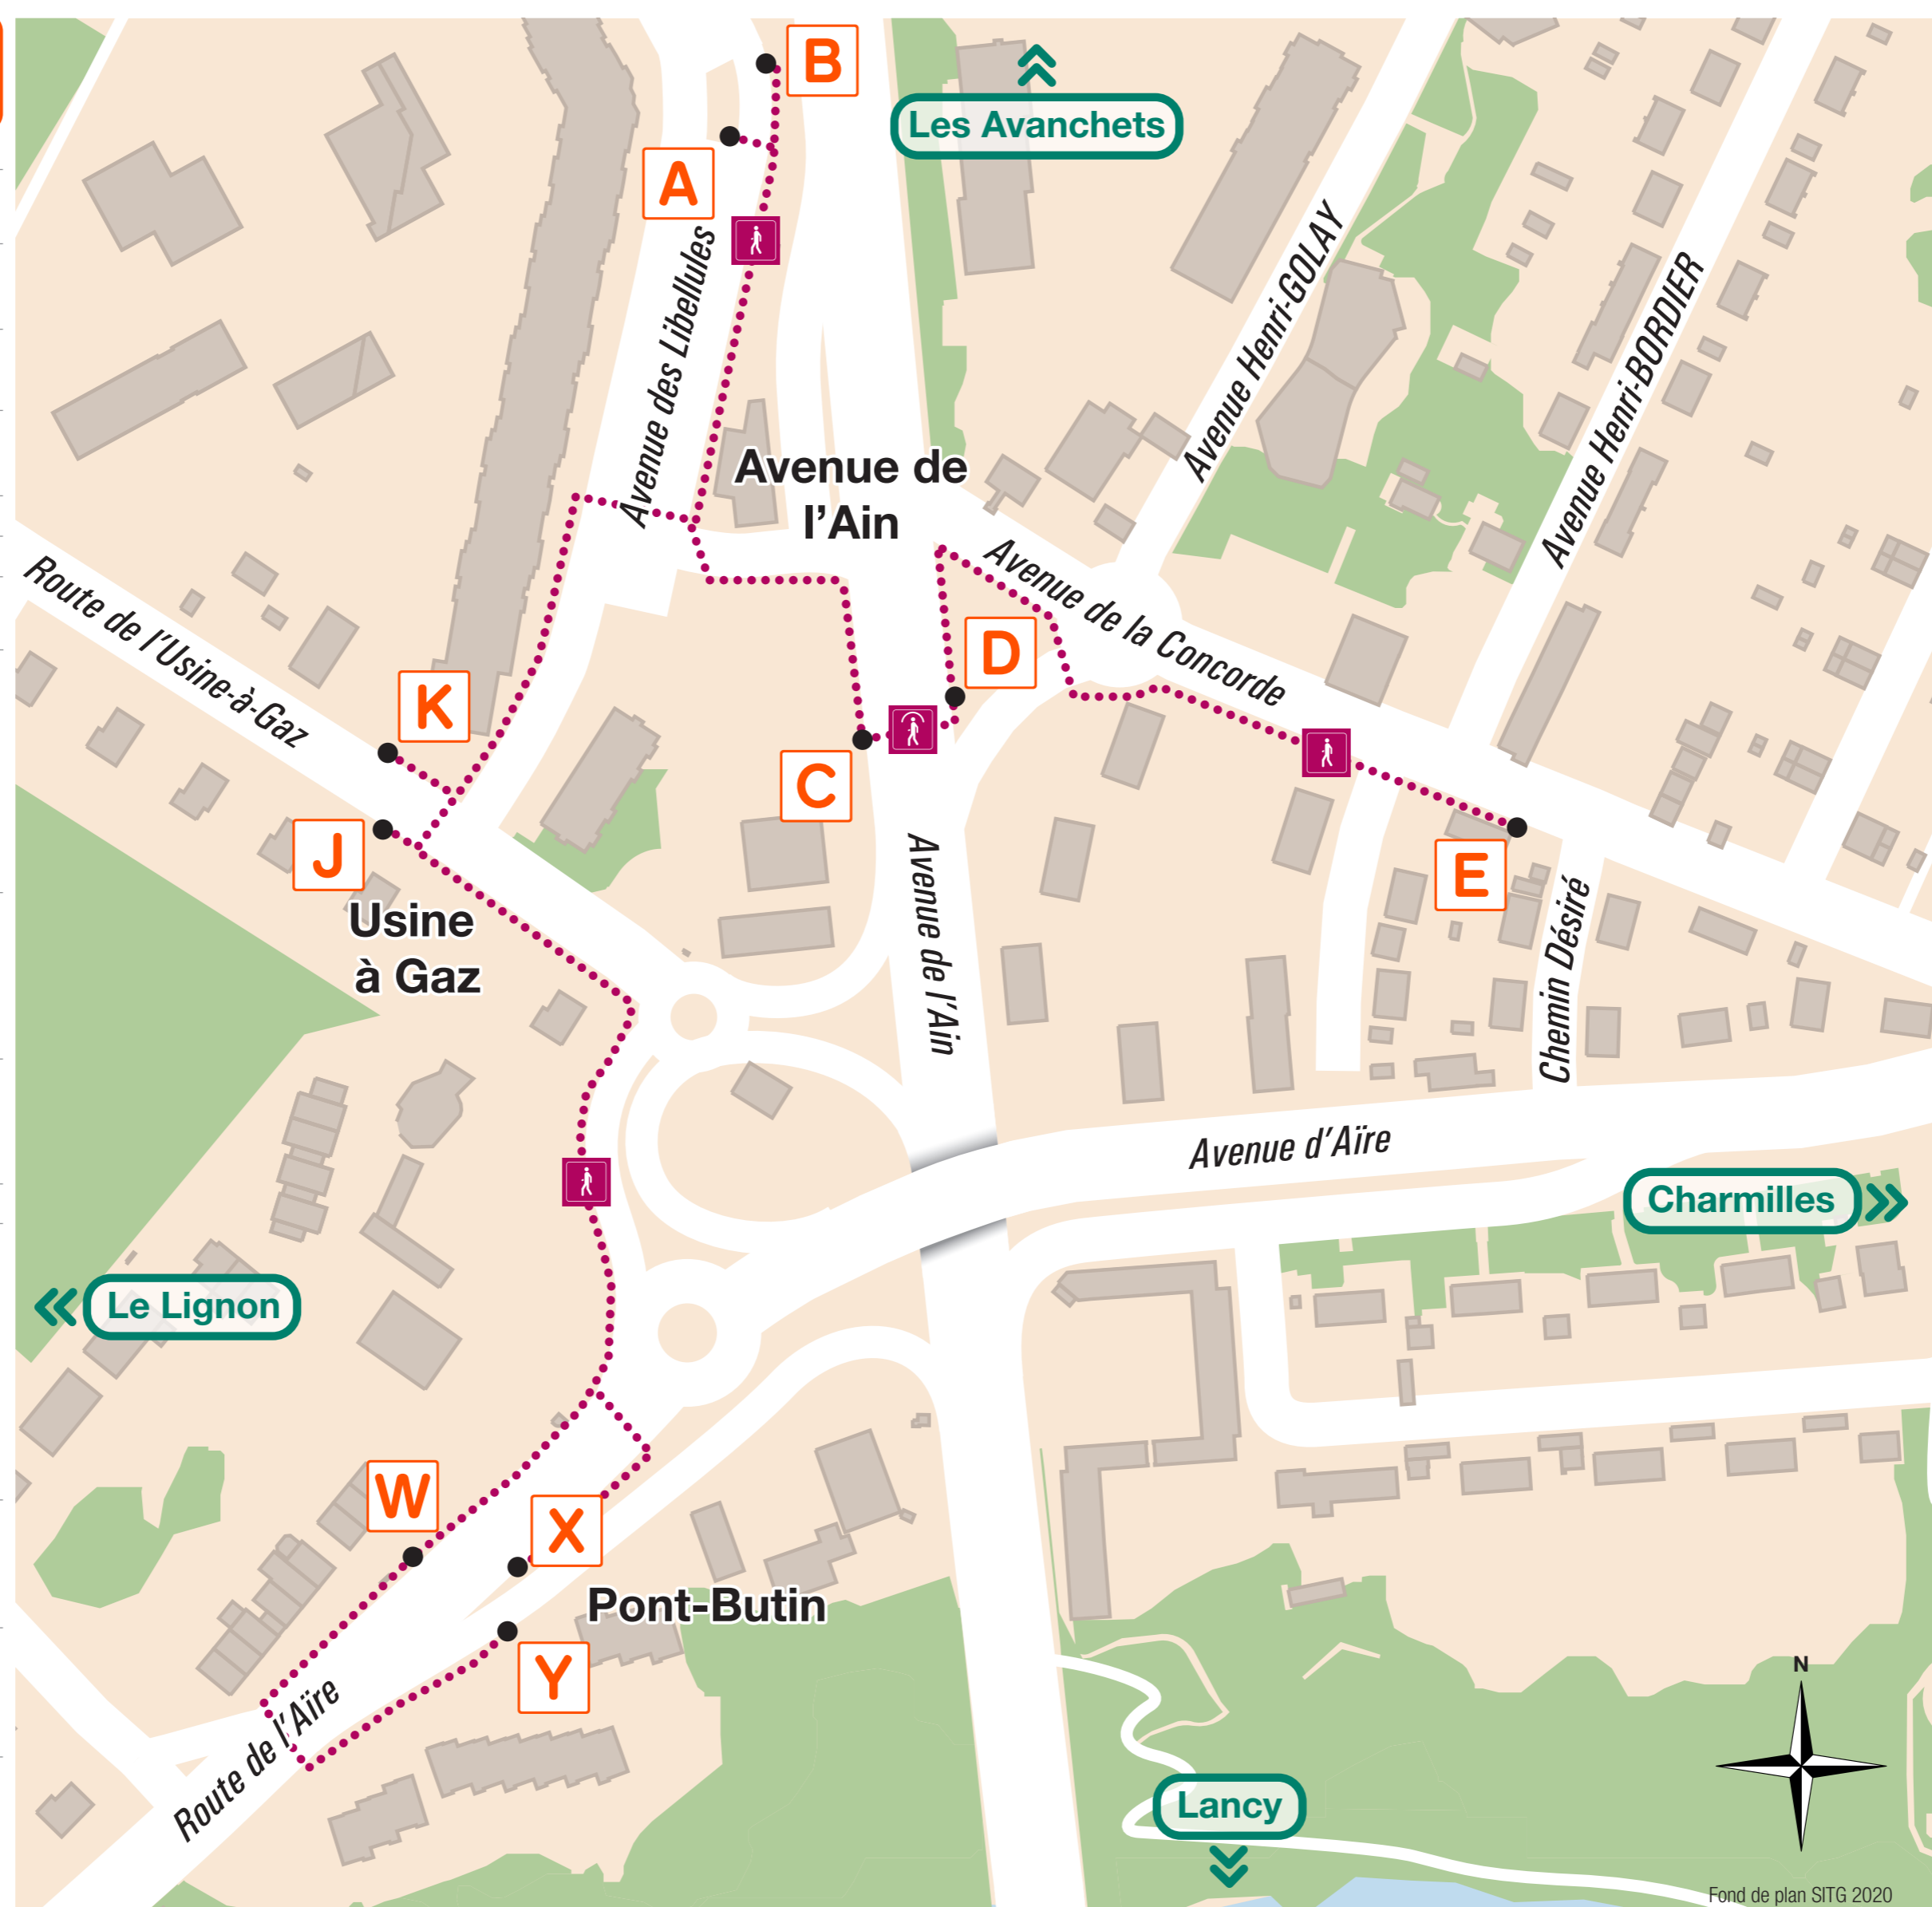 B
Les Avanchets
A
Avenue des Libellules
Avenue Henri-GOLAY
Avenue Henri-BORDIER
Avenue de
l'Ain
Route de l'Usine-à-Gaz
Avenue de la Concorde
D
K
C
J
E
Usine
à Gaz
Avenue de l'Ain
Chemin Désiré
Avenue d'Aïre
Charmilles
Le Lignon
W
X
Pont-Butin
Y
Route de l'Aïre
N
Lancy
Fond de plan SITG 2020